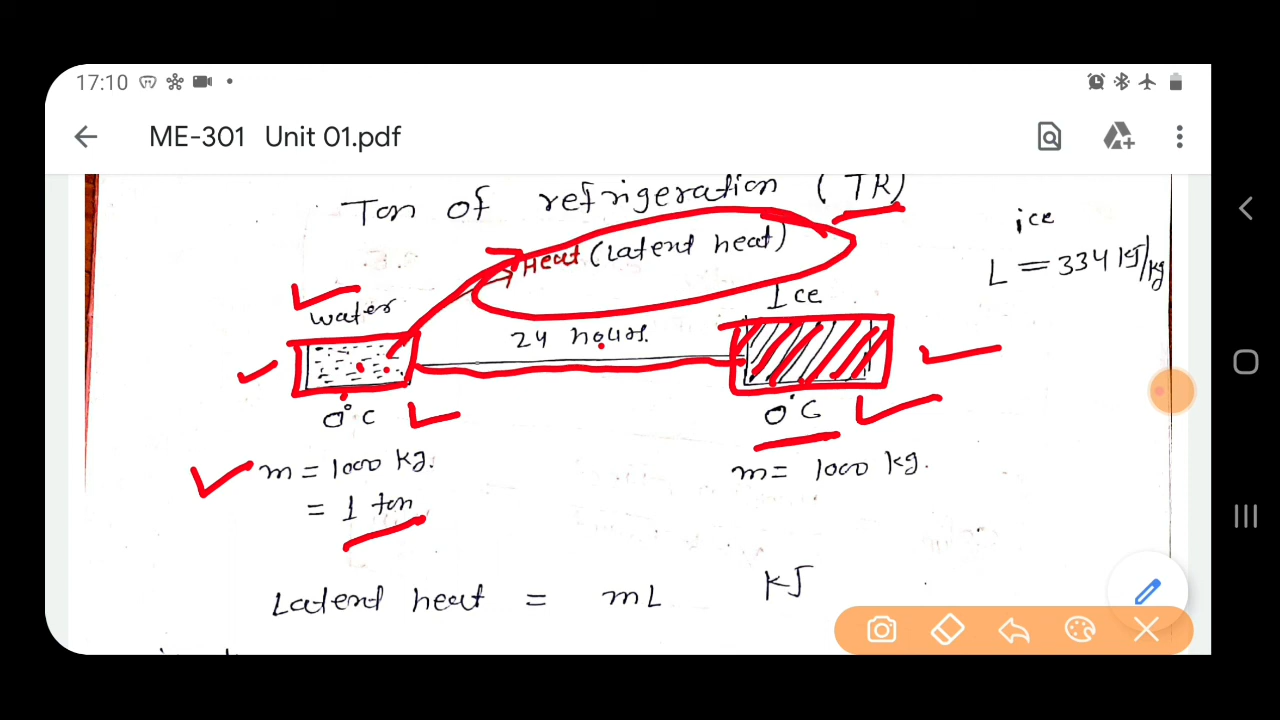 17:10
ME-301 Unit 01.pdf
Ton of refrigeration (TR)
Heat (Latent heat)
ice
L = 334 kJ/kg
water
Ice
24 hours.
0°C
0°C
m = 1000 kg.
= 1 ton
m = 1000 kg.
Latent heat = mL KJ